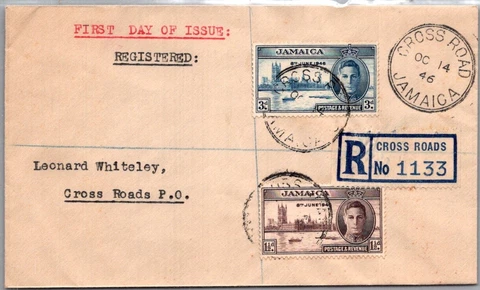 FIRST DAY OF ISSUE:
REGISTERED:
JAMAICA
8TH JUNE 1946
3D
POSTAGE & REVENUE
3D
CROSS ROAD
OC 14
46
JAMAICA
R
CROSS ROADS
No 1133
Leonard Whiteley,
Cross Roads P.O.
JAMAICA
8TH JUNE 1946
1½D
POSTAGE & REVENUE
1½D